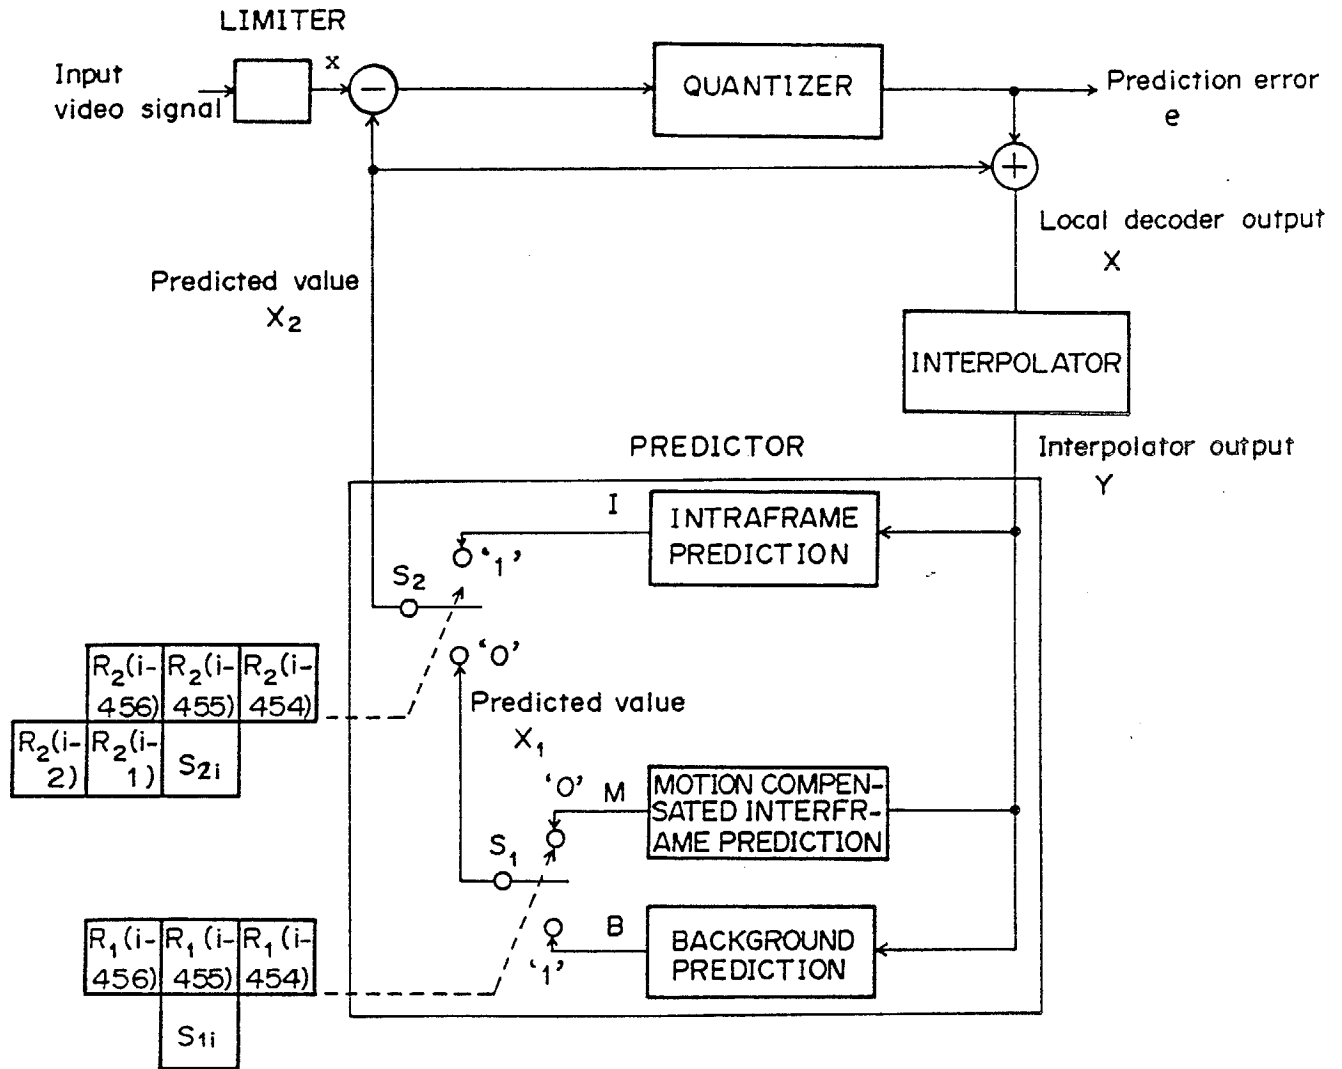 LIMITER
Input
video signal
x
−
QUANTIZER
Prediction error
e
+
Local decoder output
X
Predicted value
X₂
INTERPOLATOR
PREDICTOR
Interpolator output
Y
I
INTRAFRAME
PREDICTION
'1'
S₂
'0'
R₂(i-
456)
R₂(i-
455)
R₂(i-
454)
R₂(i-
2)
R₂(i-
1)
S₂i
Predicted value
X₁
'0'
M
MOTION COMPEN-
SATED INTERFR-
AME PREDICTION
S₁
B
'1'
BACKGROUND
PREDICTION
R₁(i-
456)
R₁(i-
455)
R₁(i-
454)
S₁i